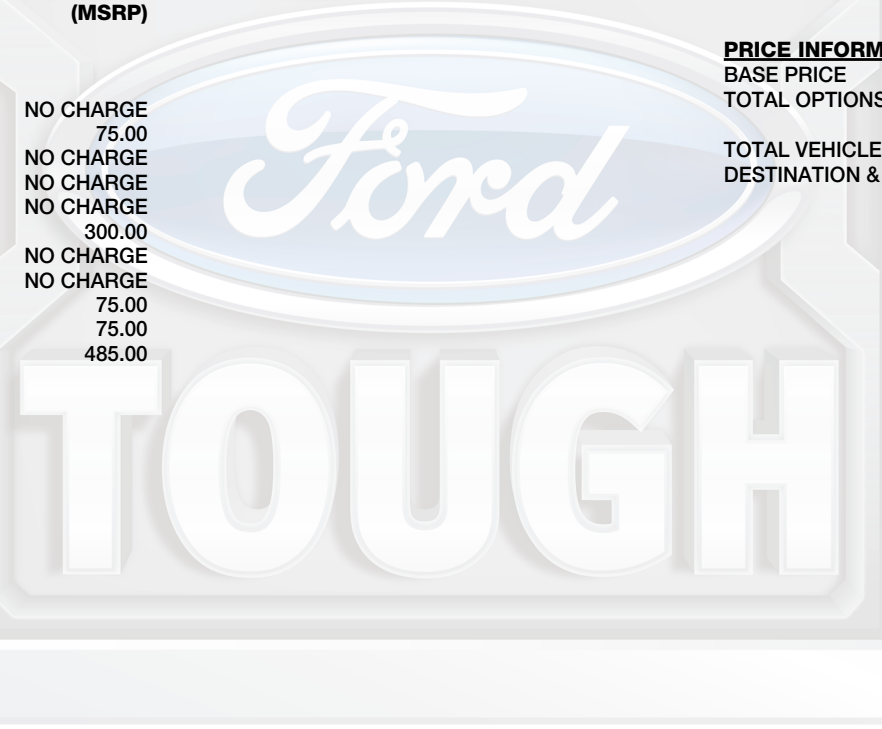 (MSRP)
NO CHARGE
75.00
NO CHARGE
NO CHARGE
NO CHARGE
300.00
NO CHARGE
NO CHARGE
75.00
75.00
485.00
PRICE INFORM
BASE PRICE
TOTAL OPTIONS
TOTAL VEHICLE
DESTINATION &
Ford
TOUGH